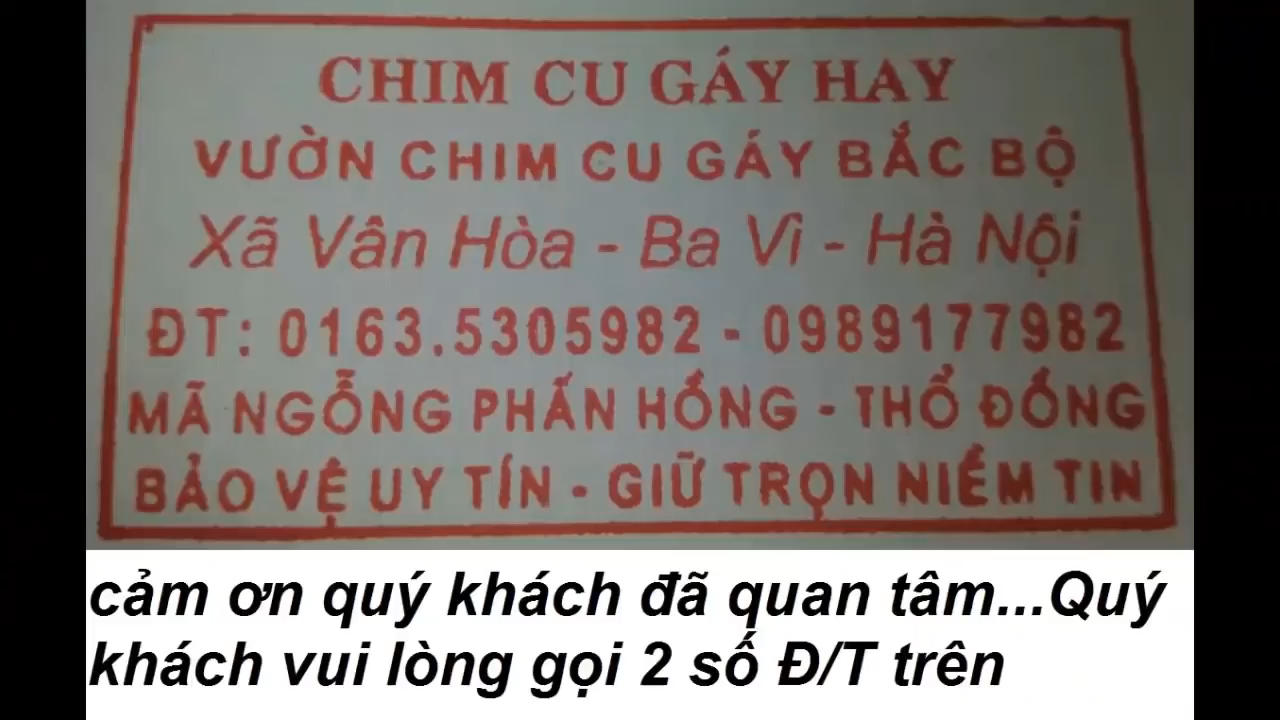 CHIM CU GÁY HAY
VƯỜN CHIM CU GÁY BẮC BỘ
Xã Vân Hòa - Ba Vì - Hà Nội
ĐT: 0163.5305982 - 0989177982
MÃ NGỖNG PHẤN HỒNG - THỔ ĐỒNG
BẢO VỆ UY TÍN - GIỮ TRỌN NIỀM TIN
cảm ơn quý khách đã quan tâm...Quý
khách vui lòng gọi 2 số Đ/T trên